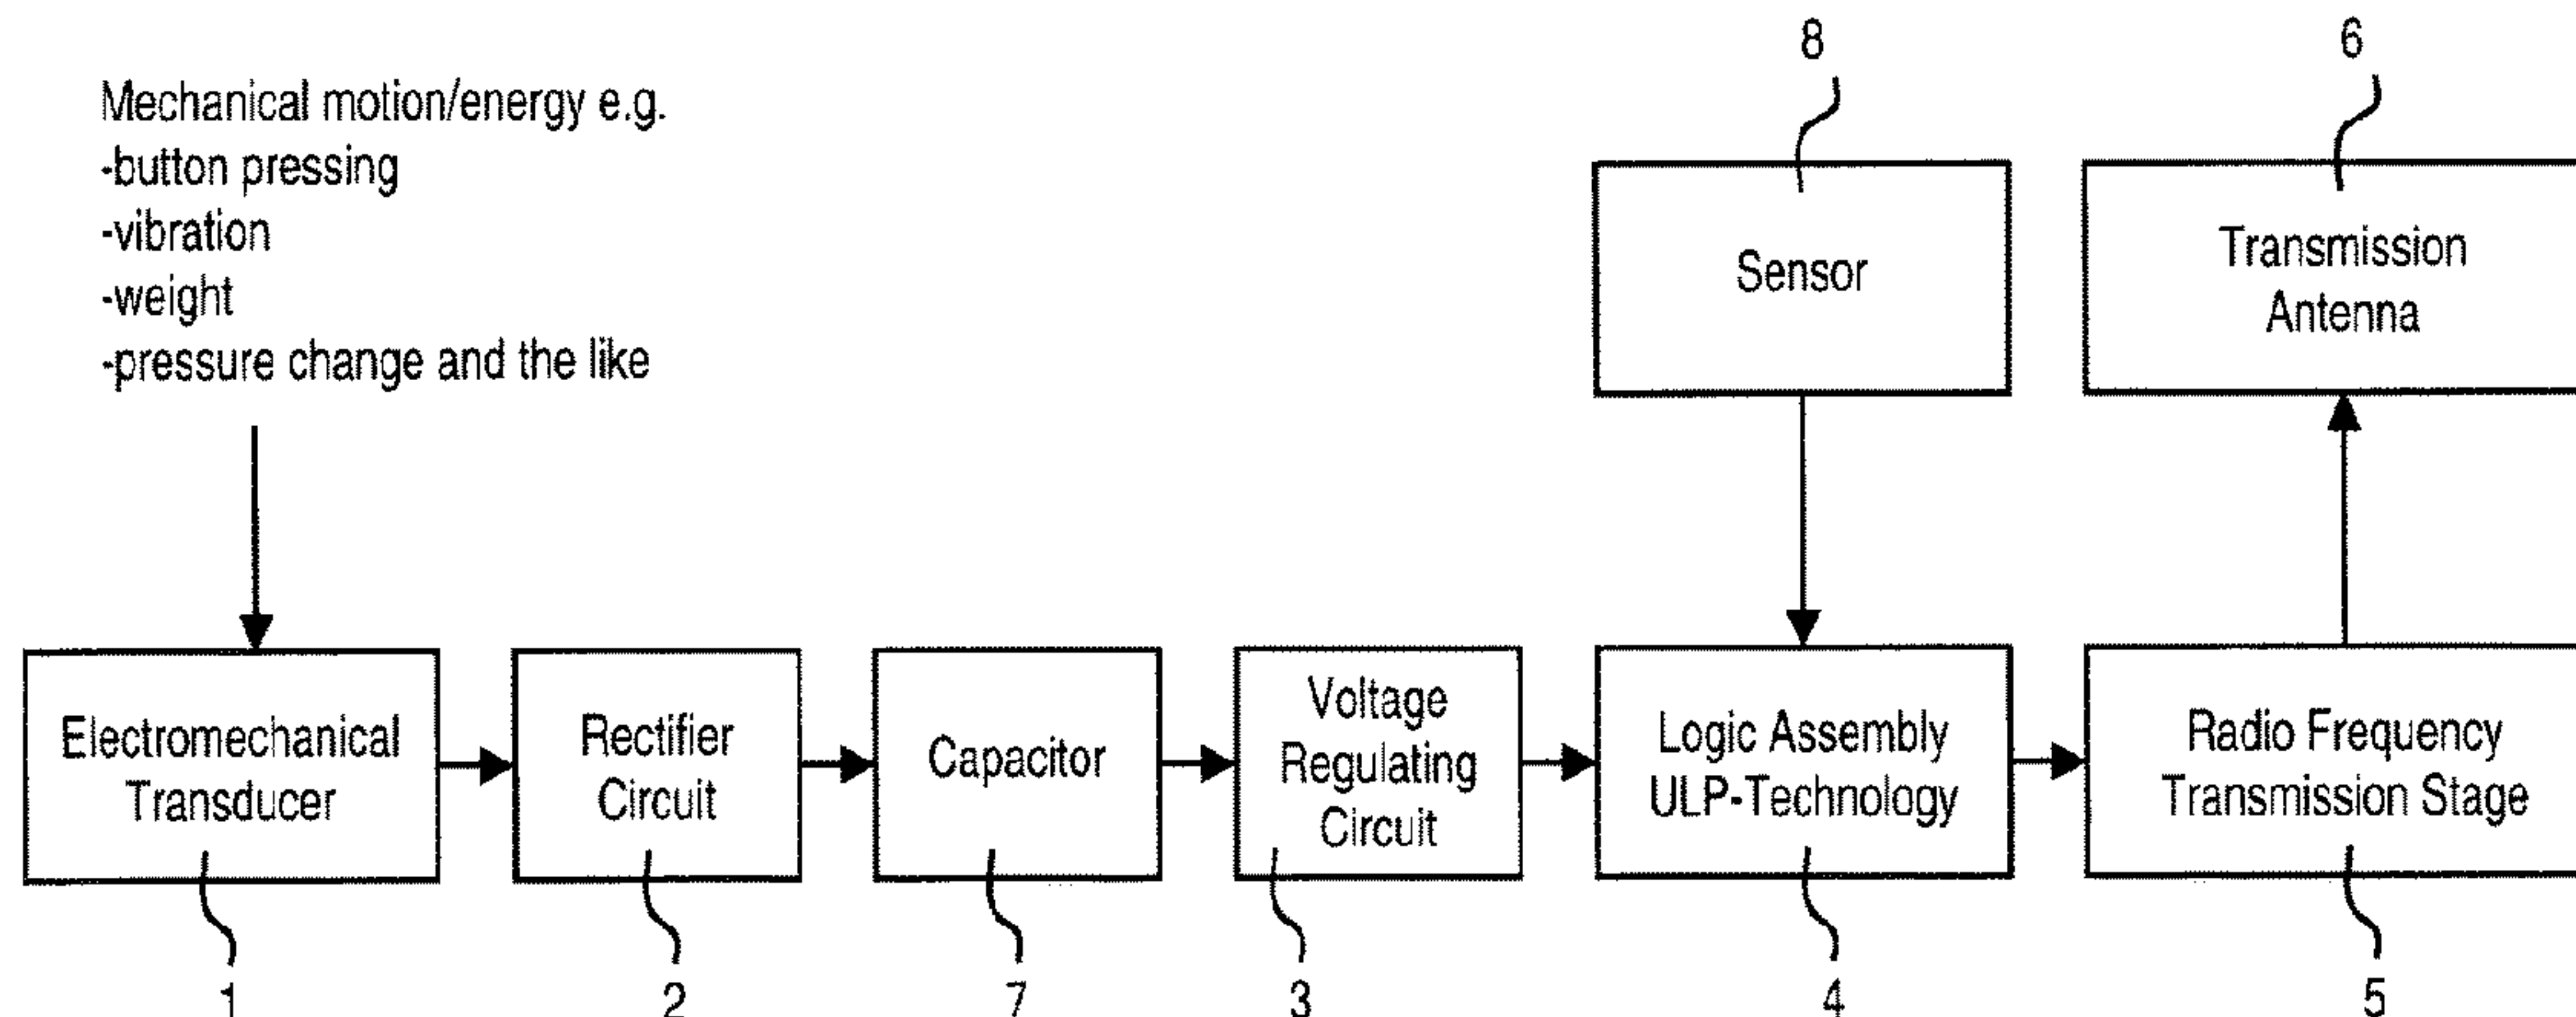 8
6
Mechanical motion/energy e.g.
-button pressing
-vibration
-weight
-pressure change and the like
Sensor
Transmission
Antenna
Electromechanical
Transducer
Rectifier
Circuit
Capacitor
Voltage
Regulating
Circuit
Logic Assembly
ULP-Technology
Radio Frequency
Transmission Stage
1
2
7
3
4
5